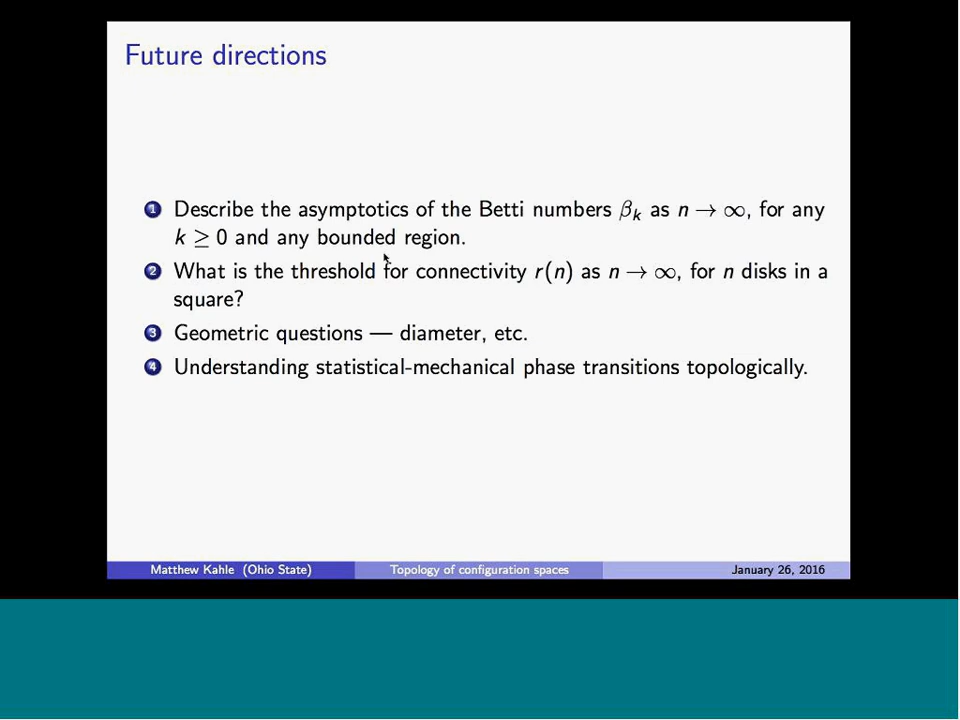 Future directions
1 Describe the asymptotics of the Betti numbers βk as n → ∞, for any
k ≥ 0 and any bounded region.
2 What is the threshold for connectivity r(n) as n → ∞, for n disks in a
square?
3 Geometric questions — diameter, etc.
4 Understanding statistical-mechanical phase transitions topologically.
Matthew Kahle (Ohio State) Topology of configuration spaces January 26, 2016